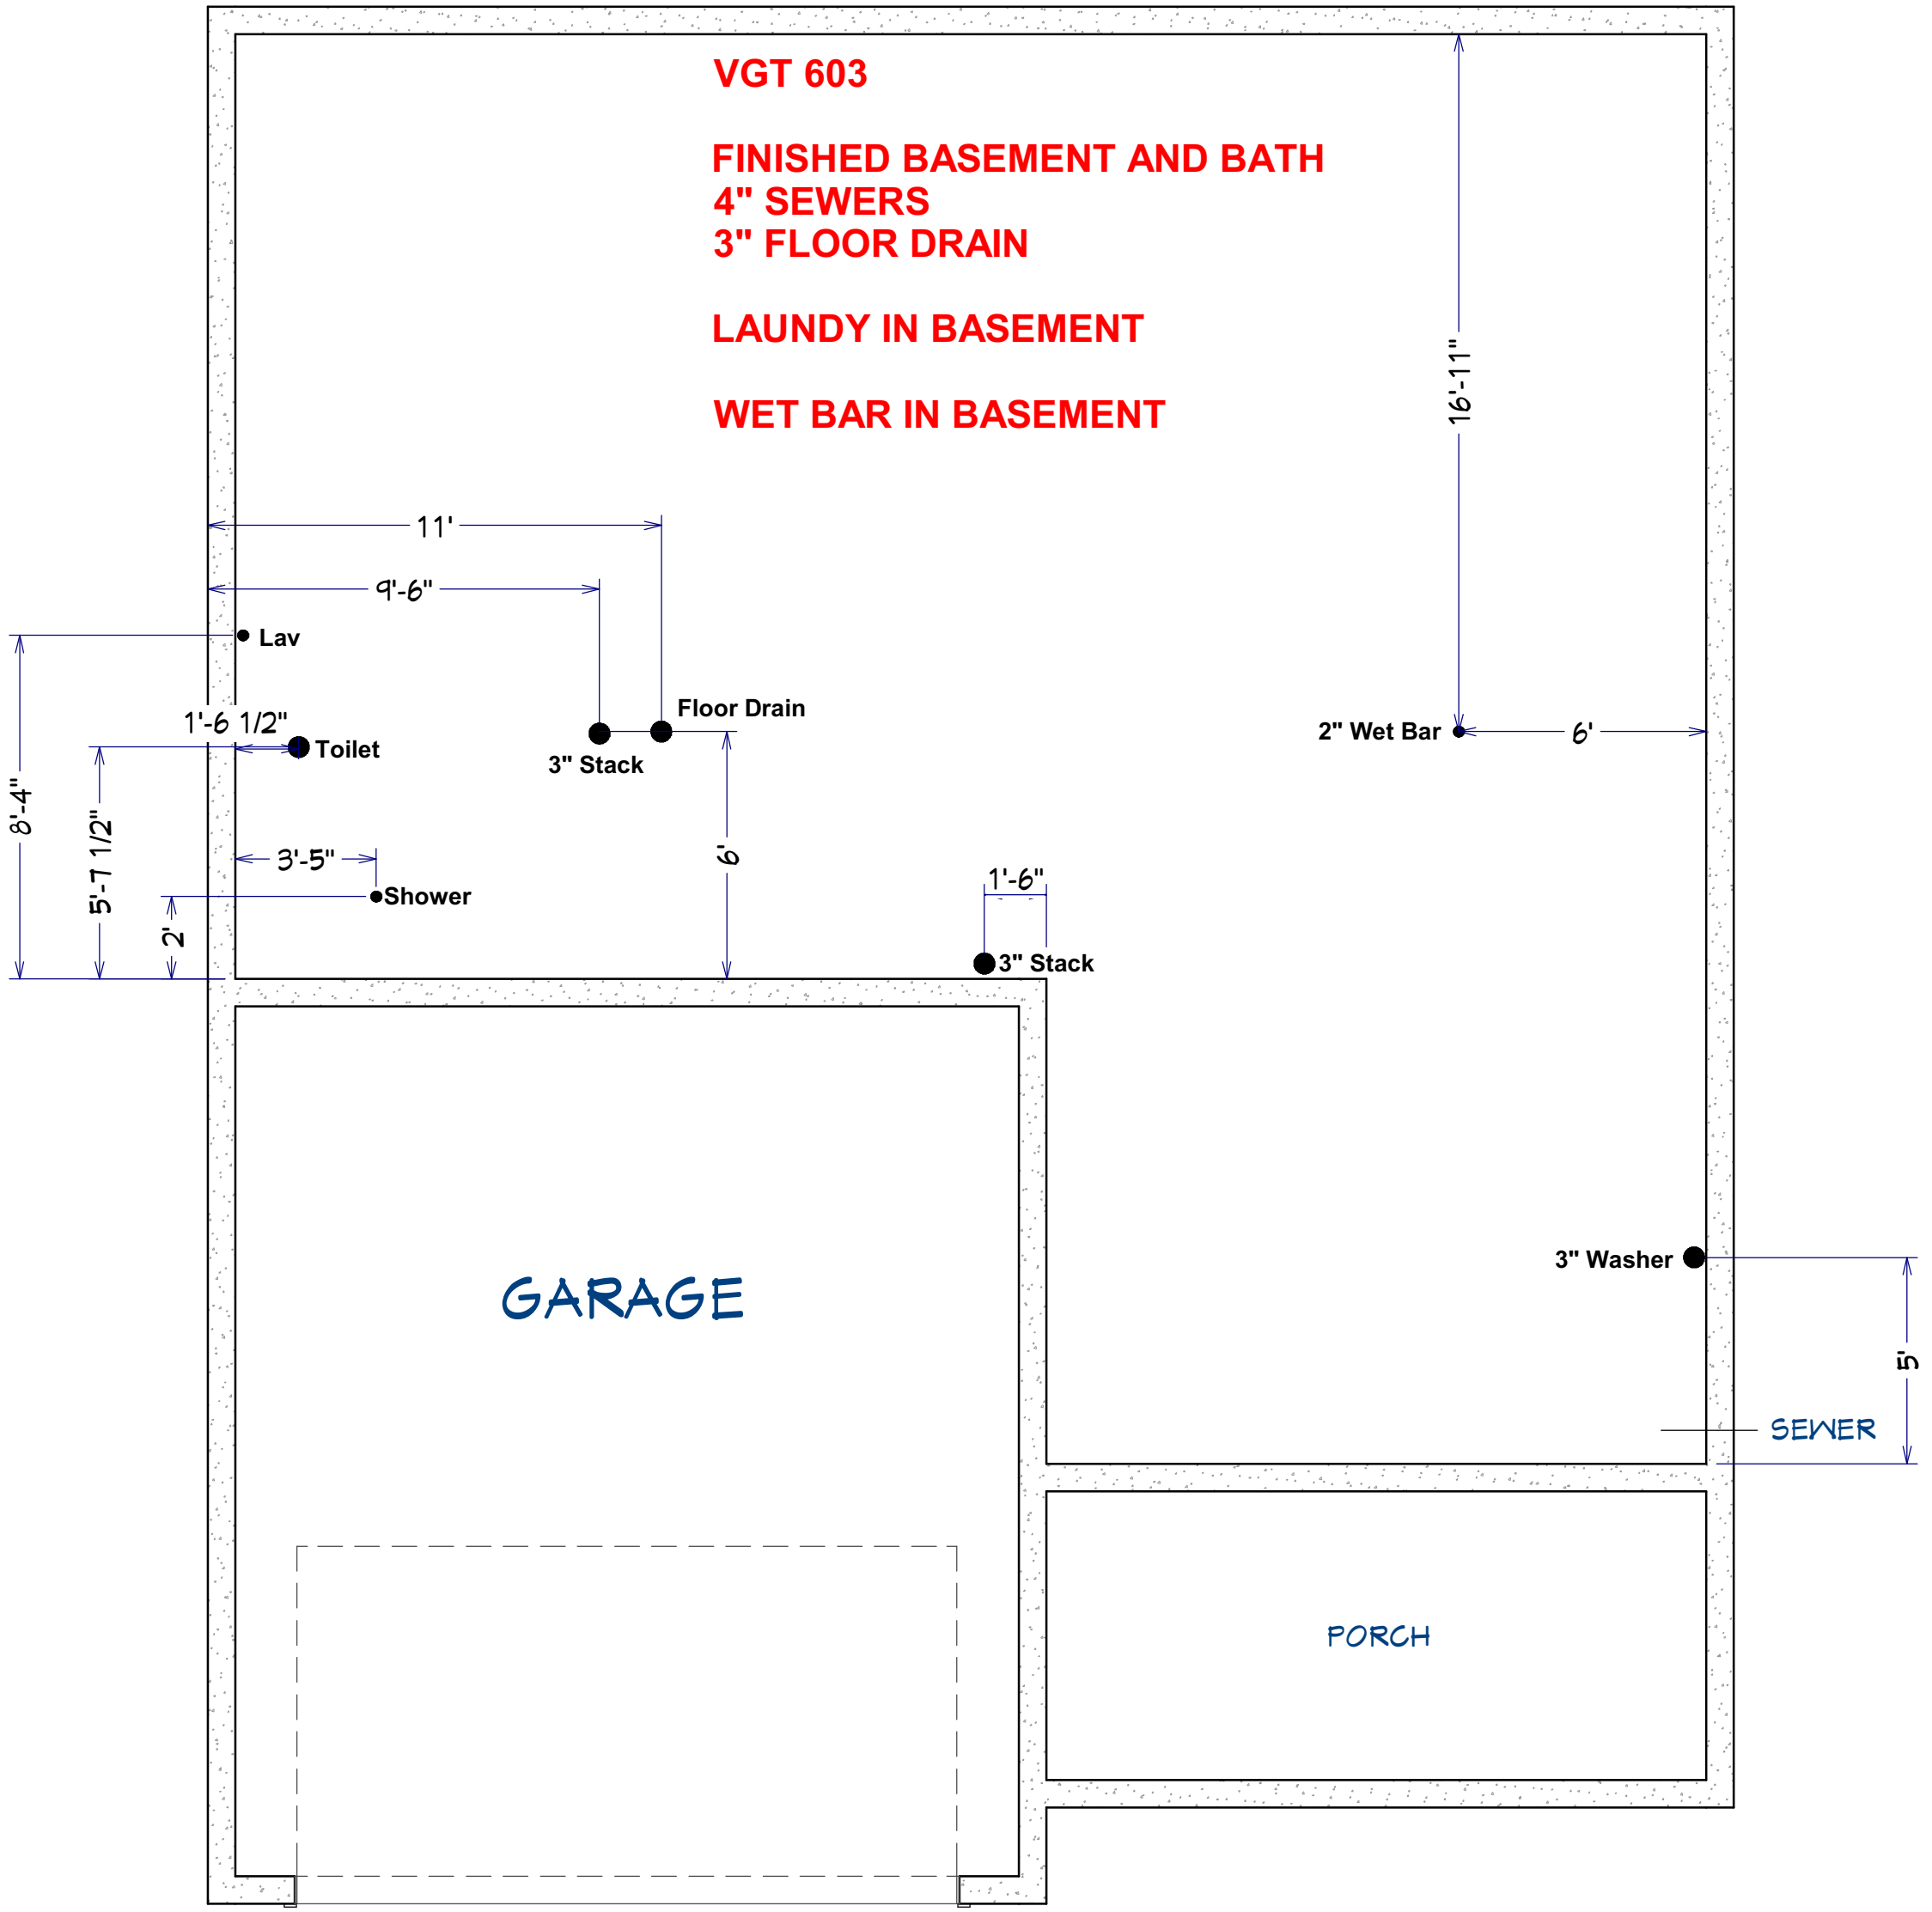 VGT 603
FINISHED BASEMENT AND BATH
4" SEWERS
3" FLOOR DRAIN
LAUNDY IN BASEMENT
WET BAR IN BASEMENT
16'-11"
11'
9'-6"
Lav
1'-6 1/2"
Toilet
Floor Drain
3" Stack
2" Wet Bar
6'
8'-4"
5'-7 1/2"
3'-5"
6'
Shower
2'
1'-6"
3" Stack
GARAGE
3" Washer
5'
SEWER
PORCH